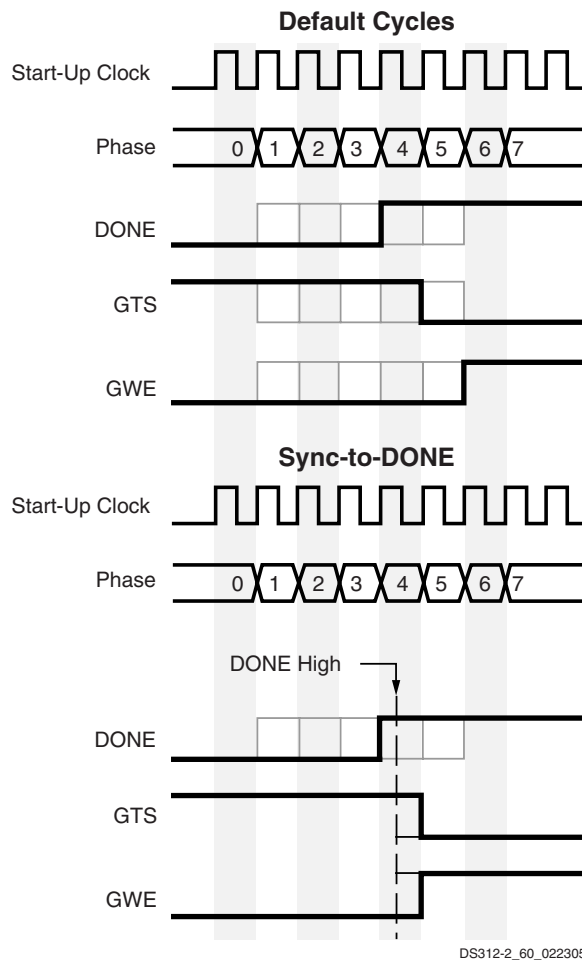 Default Cycles
Start-Up Clock
Phase 0 1 2 3 4 5 6 7
DONE
GTS
GWE
Sync-to-DONE
Start-Up Clock
Phase 0 1 2 3 4 5 6 7
DONE High
DONE
GTS
GWE
DS312-2_60_022305